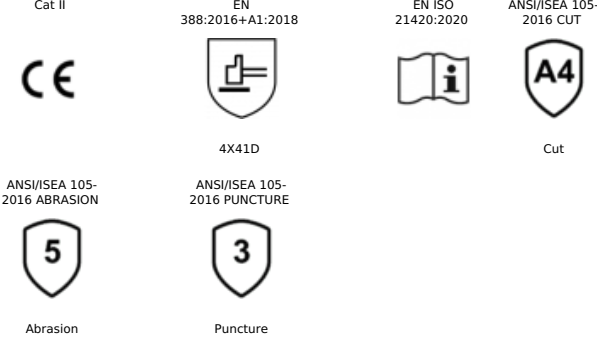 Cat II
EN
388:2016+A1:2018
EN ISO
21420:2020
ANSI/ISEA 105-
2016 CUT
CE
i
A4
4X41D
Cut
ANSI/ISEA 105-
2016 ABRASION
ANSI/ISEA 105-
2016 PUNCTURE
5
3
Abrasion
Puncture